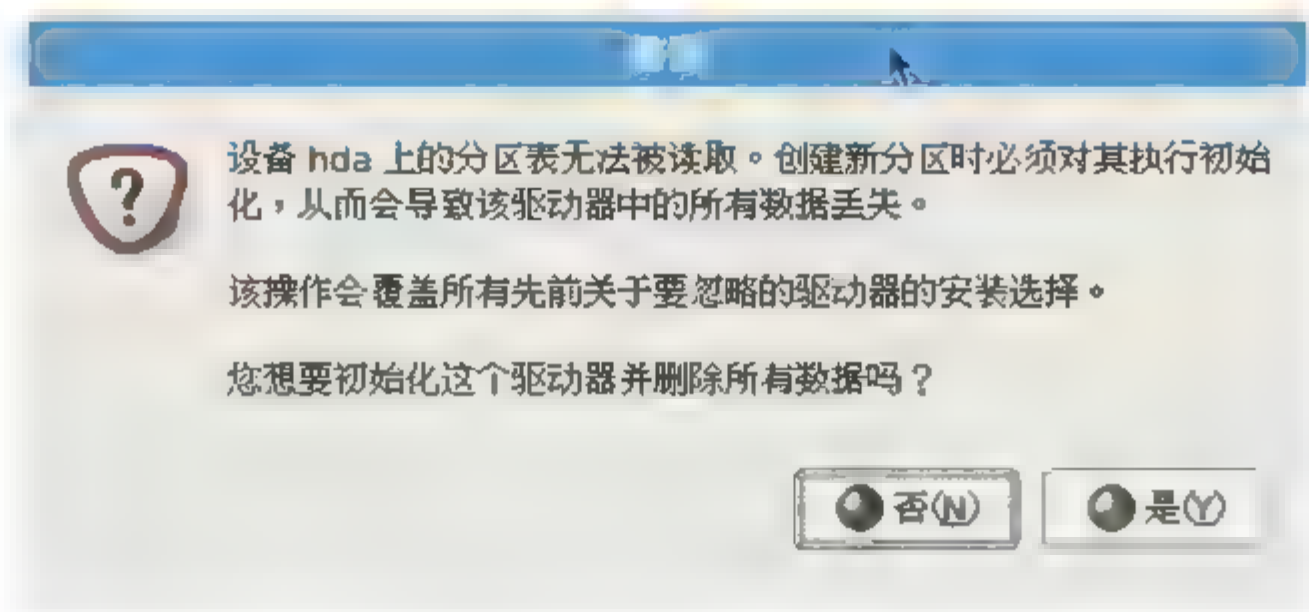 设备 hda 上的分区表无法被读取。创建新分区时必须对其执行初始
化，从而会导致该驱动器中的所有数据丢失。
该操作会覆盖所有先前关于要忽略的驱动器的安装选择。
您想要初始化这个驱动器并删除所有数据吗？
否(N) 是(Y)